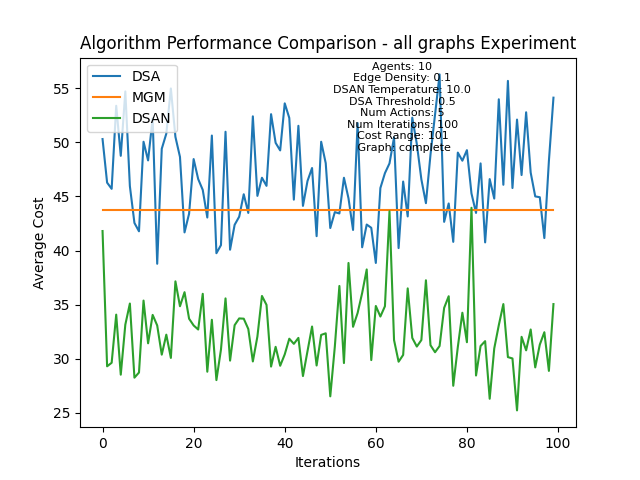 Algorithm Performance Comparison - all graphs Experiment
DSA
MGM
DSAN
Agents: 10
Edge Density: 0.1
DSAN Temperature: 10.0
DSA Threshold: 0.5
Num Actions: 5
Num Iterations: 100
Cost Range: 101
Graph: Complete
55
50
45
40
35
30
25
Average Cost
0
20
40
60
80
100
Iterations